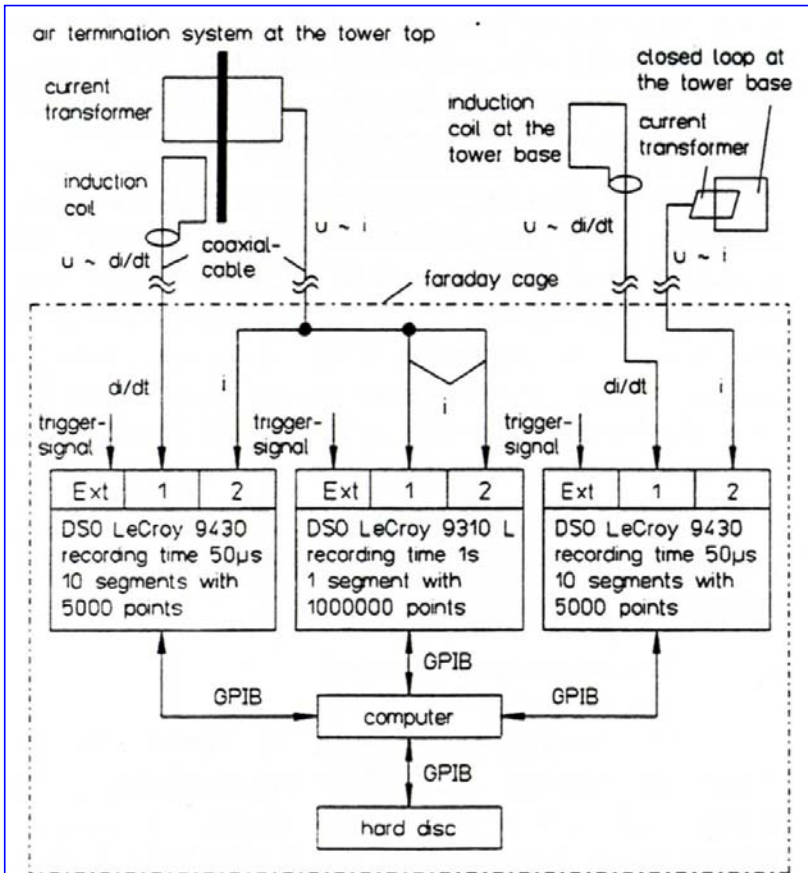 air termination system at the tower top
current
transformer
induction
coil
u ~ di/dt
coaxial-
cable
u ~ i
induction
coil at the
tower base
u ~ di/dt
closed loop at
the tower base
current
transformer
u ~ i
faraday cage
di/dt
i
i
di/dt
i
trigger-
signal
trigger-
signal
trigger-
signal
Ext 1 2
DSO LeCroy 9430
recording time 50µs
10 segments with
5000 points
Ext 1 2
DSO LeCroy 9310 L
recording time 1s
1 segment with
1000000 points
Ext 1 2
DSO LeCroy 9430
recording time 50µs
10 segments with
5000 points
GPIB
GPIB
GPIB
computer
GPIB
hard disc